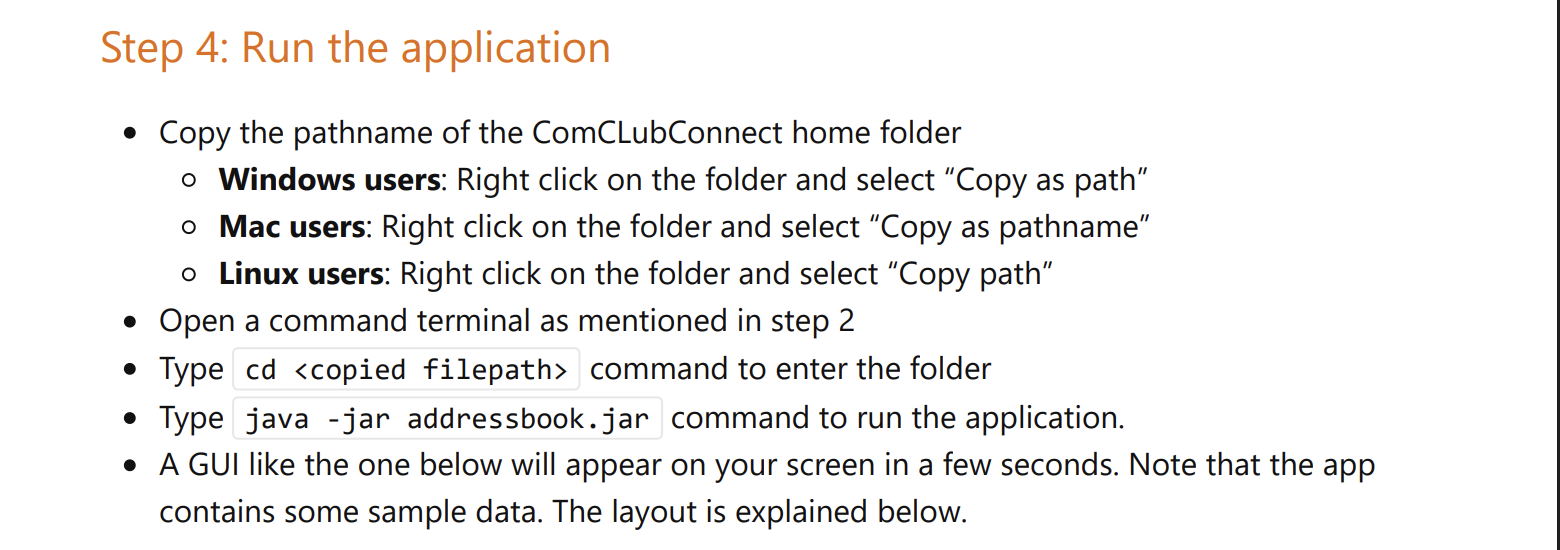 Step 4: Run the application
• Copy the pathname of the ComCLubConnect home folder
◦ Windows users: Right click on the folder and select “Copy as path”
◦ Mac users: Right click on the folder and select “Copy as pathname”
◦ Linux users: Right click on the folder and select “Copy path”
• Open a command terminal as mentioned in step 2
• Type cd <copied filepath> command to enter the folder
• Type java -jar addressbook.jar command to run the application.
• A GUI like the one below will appear on your screen in a few seconds. Note that the app
contains some sample data. The layout is explained below.